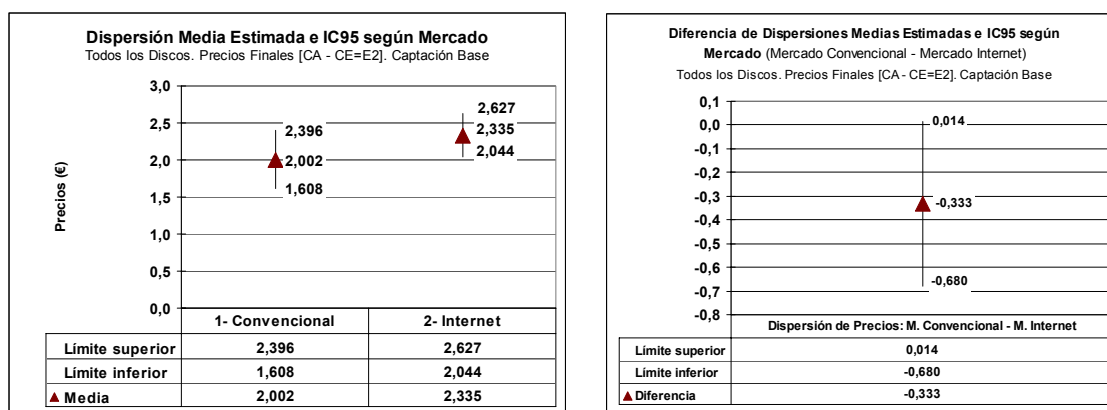 Dispersión Media Estimada e IC95 según Mercado
Todos los Discos. Precios Finales [CA - CE=E2]. Captación Base
Precios (€)
3,0
2,5
2,0
1,5
1,0
0,5
0,0
2,396
2,002
1,608
2,627
2,335
2,044
1- Convencional 2- Internet
Límite superior 2,396 2,627
Límite inferior 1,608 2,044
Media 2,002 2,335
Diferencia de Dispersiones Medias Estimadas e IC95 según
Mercado (Mercado Convencional - Mercado Internet)
Todos los Discos. Precios Finales [CA - CE=E2]. Captación Base
0,1
0,0
-0,1
-0,2
-0,3
-0,4
-0,5
-0,6
-0,7
-0,8
0,014
-0,333
-0,680
Dispersión de Precios: M. Convencional - M. Internet
Límite superior 0,014
Límite inferior -0,680
Diferencia -0,333